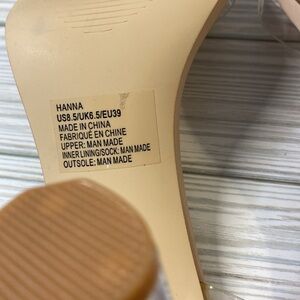 HANNA
US8.5/UK6.5/EU39
MADE IN CHINA
FABRIQUÉ EN CHINE
UPPER: MAN MADE
INNER LINING/SOCK: MAN MADE
OUTSOLE: MAN MADE